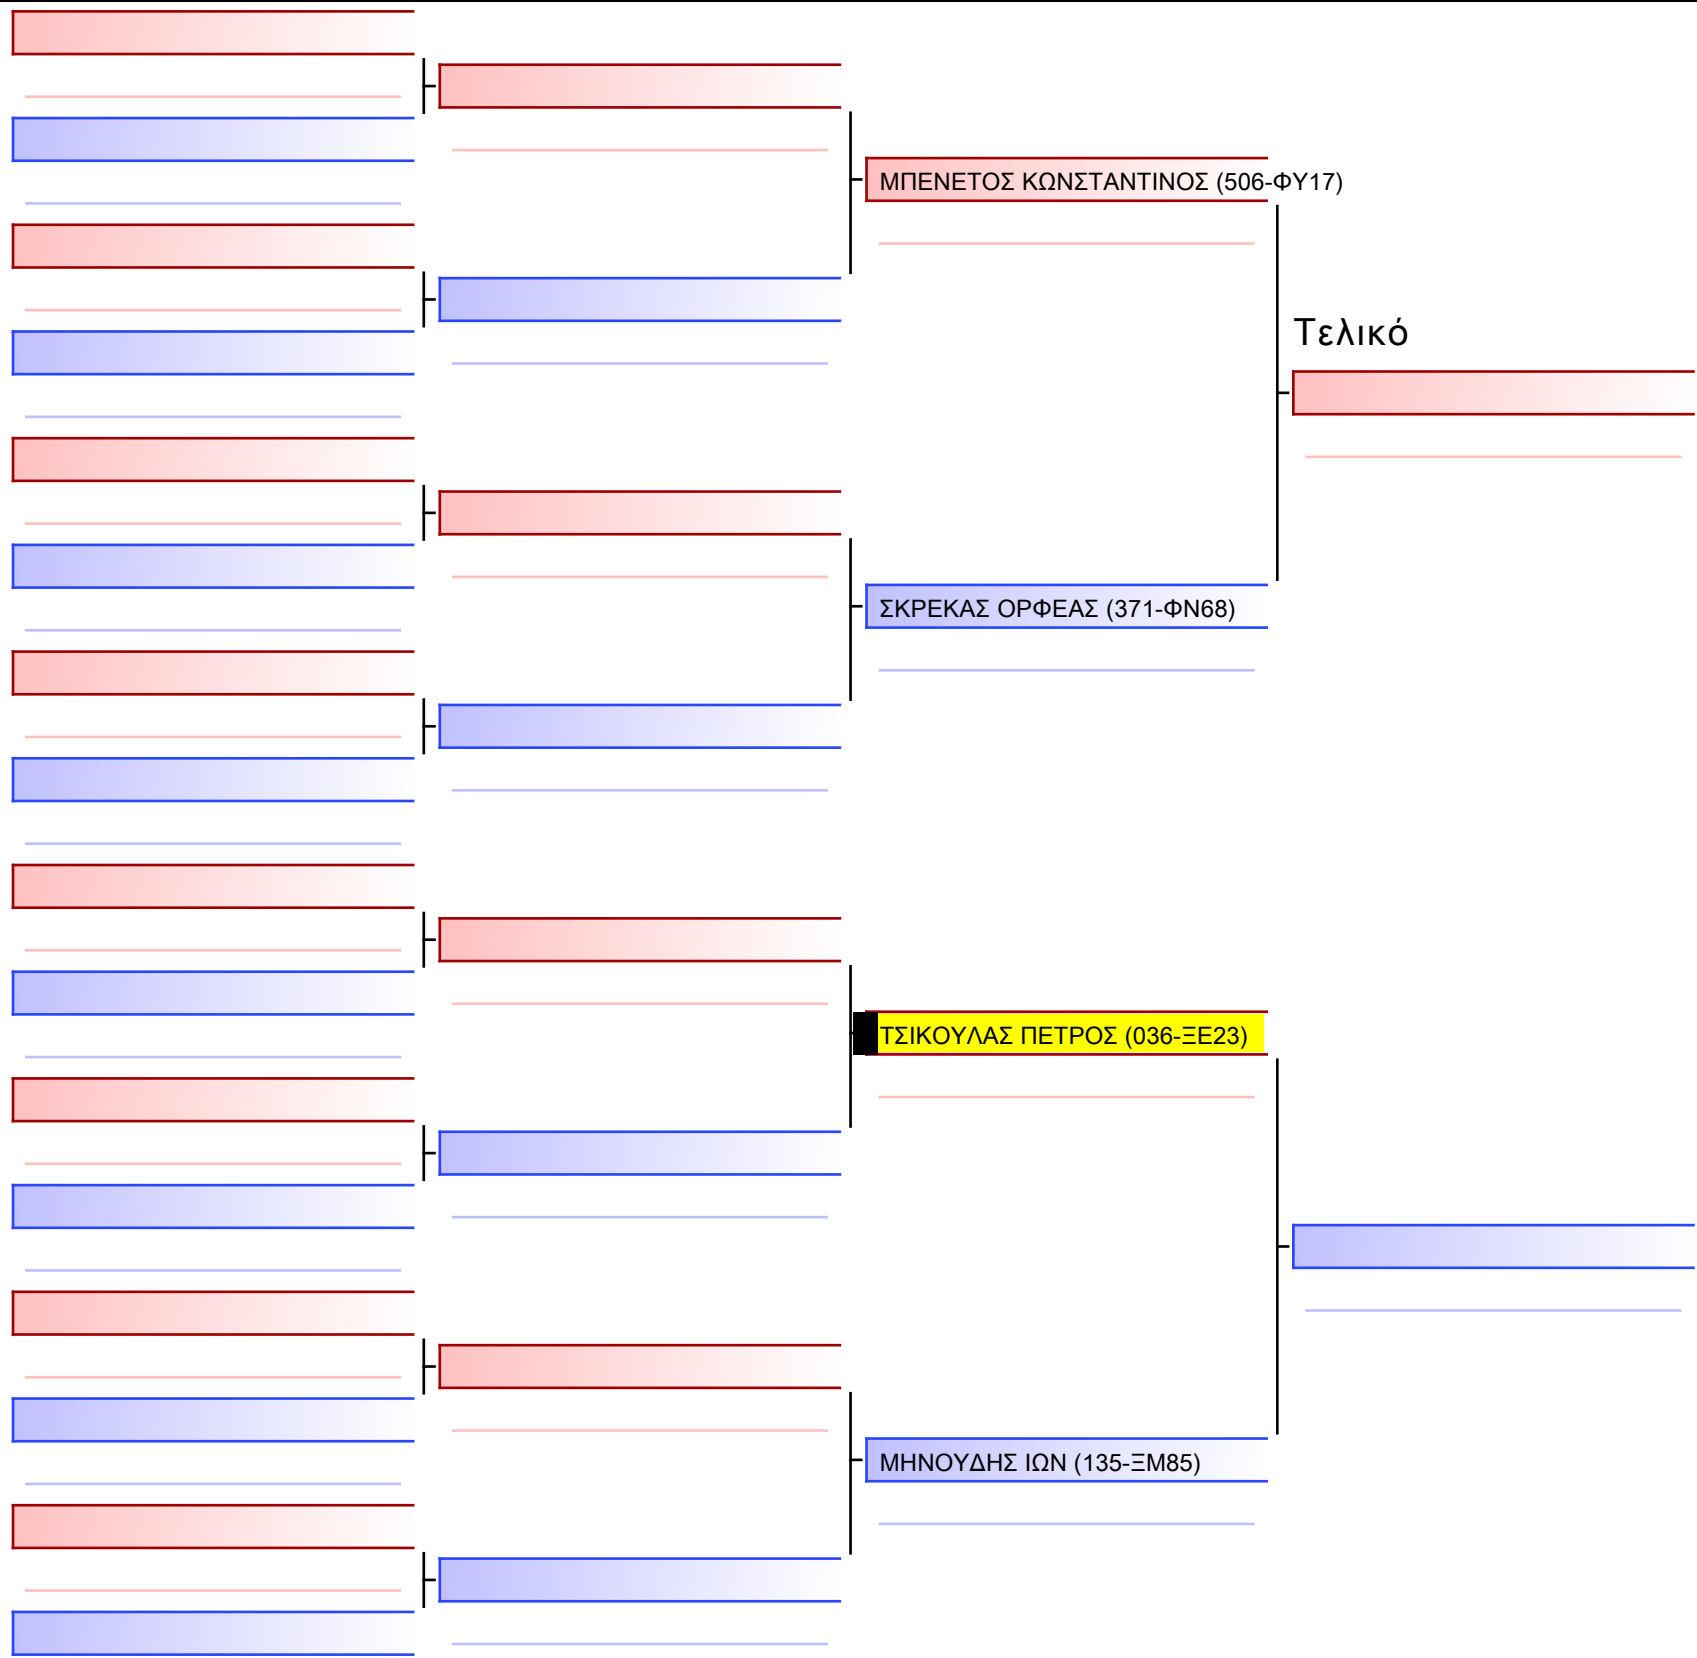 ΜΠΕΝΕΤΟΣ ΚΩΝΣΤΑΝΤΙΝΟΣ (506-ΦΥ17)
Τελικό
ΣΚΡΕΚΑΣ ΟΡΦΕΑΣ (371-ΦΝ68)
ΤΣΙΚΟΥΛΑΣ ΠΕΤΡΟΣ (036-ΞΕ23)
ΜΗΝΟΥΔΗΣ ΙΩΝ (135-ΞΜ85)